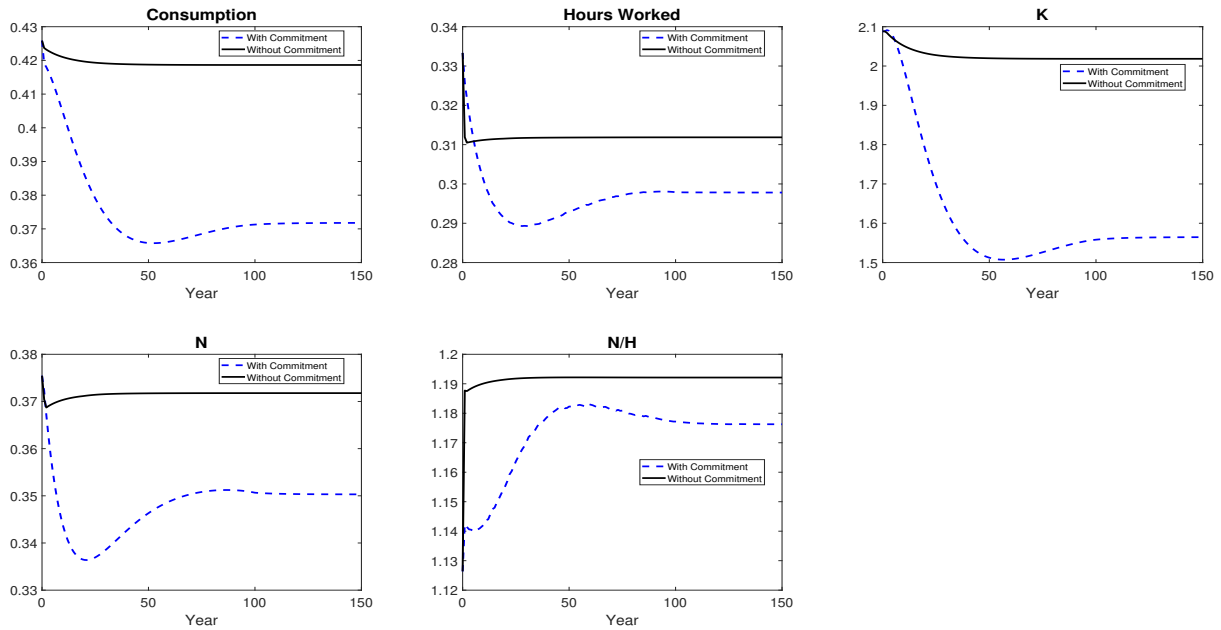 Consumption
0.43
0.42
0.41
0.4
0.39
0.38
0.37
0.36
0
50
100
150
Year
With Commitment
Without Commitment
Hours Worked
0.34
0.33
0.32
0.31
0.3
0.29
0.28
0
50
100
150
Year
With Commitment
Without Commitment
K
2.1
2
1.9
1.8
1.7
1.6
1.5
0
50
100
150
Year
With Commitment
Without Commitment
N
0.38
0.37
0.36
0.35
0.34
0.33
0
50
100
150
Year
With Commitment
Without Commitment
N/H
1.2
1.19
1.18
1.17
1.16
1.15
1.14
1.13
1.12
0
50
100
150
Year
With Commitment
Without Commitment